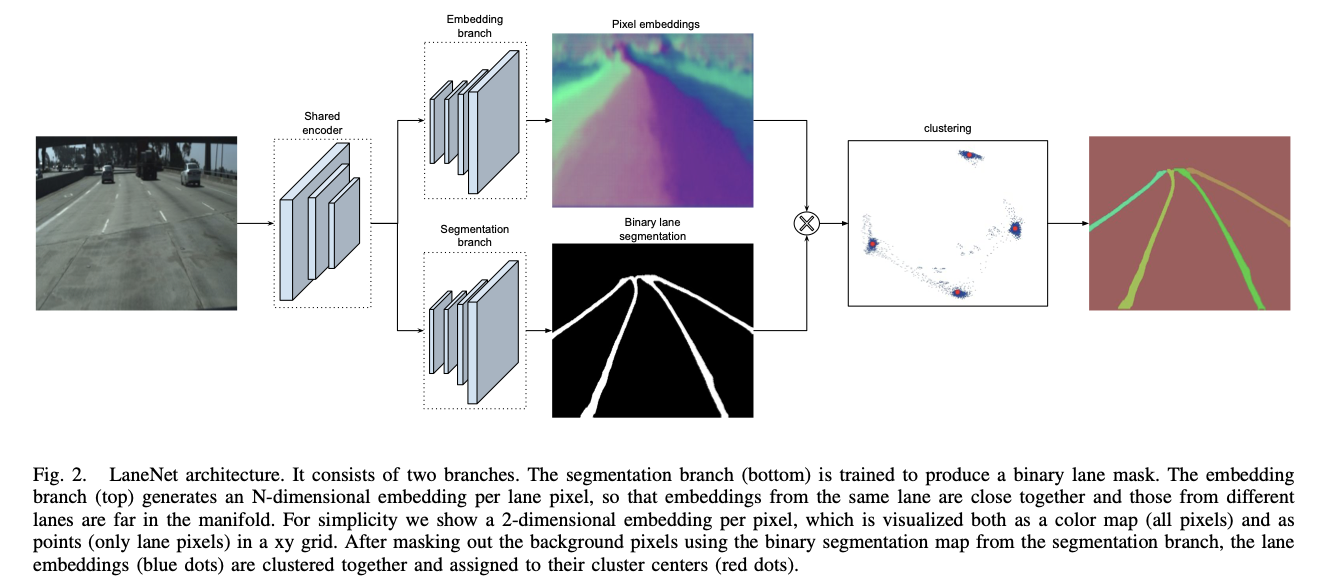 Embedding
branch
Pixel embeddings
Shared
encoder
clustering
Segmentation
branch
Binary lane
segmentation
Fig. 2. LaneNet architecture. It consists of two branches. The segmentation branch (bottom) is trained to produce a binary lane mask. The embedding
branch (top) generates an N-dimensional embedding per lane pixel, so that embeddings from the same lane are close together and those from different
lanes are far in the manifold. For simplicity we show a 2-dimensional embedding per pixel, which is visualized both as a color map (all pixels) and as
points (only lane pixels) in a xy grid. After masking out the background pixels using the binary segmentation map from the segmentation branch, the lane
embeddings (blue dots) are clustered together and assigned to their cluster centers (red dots).